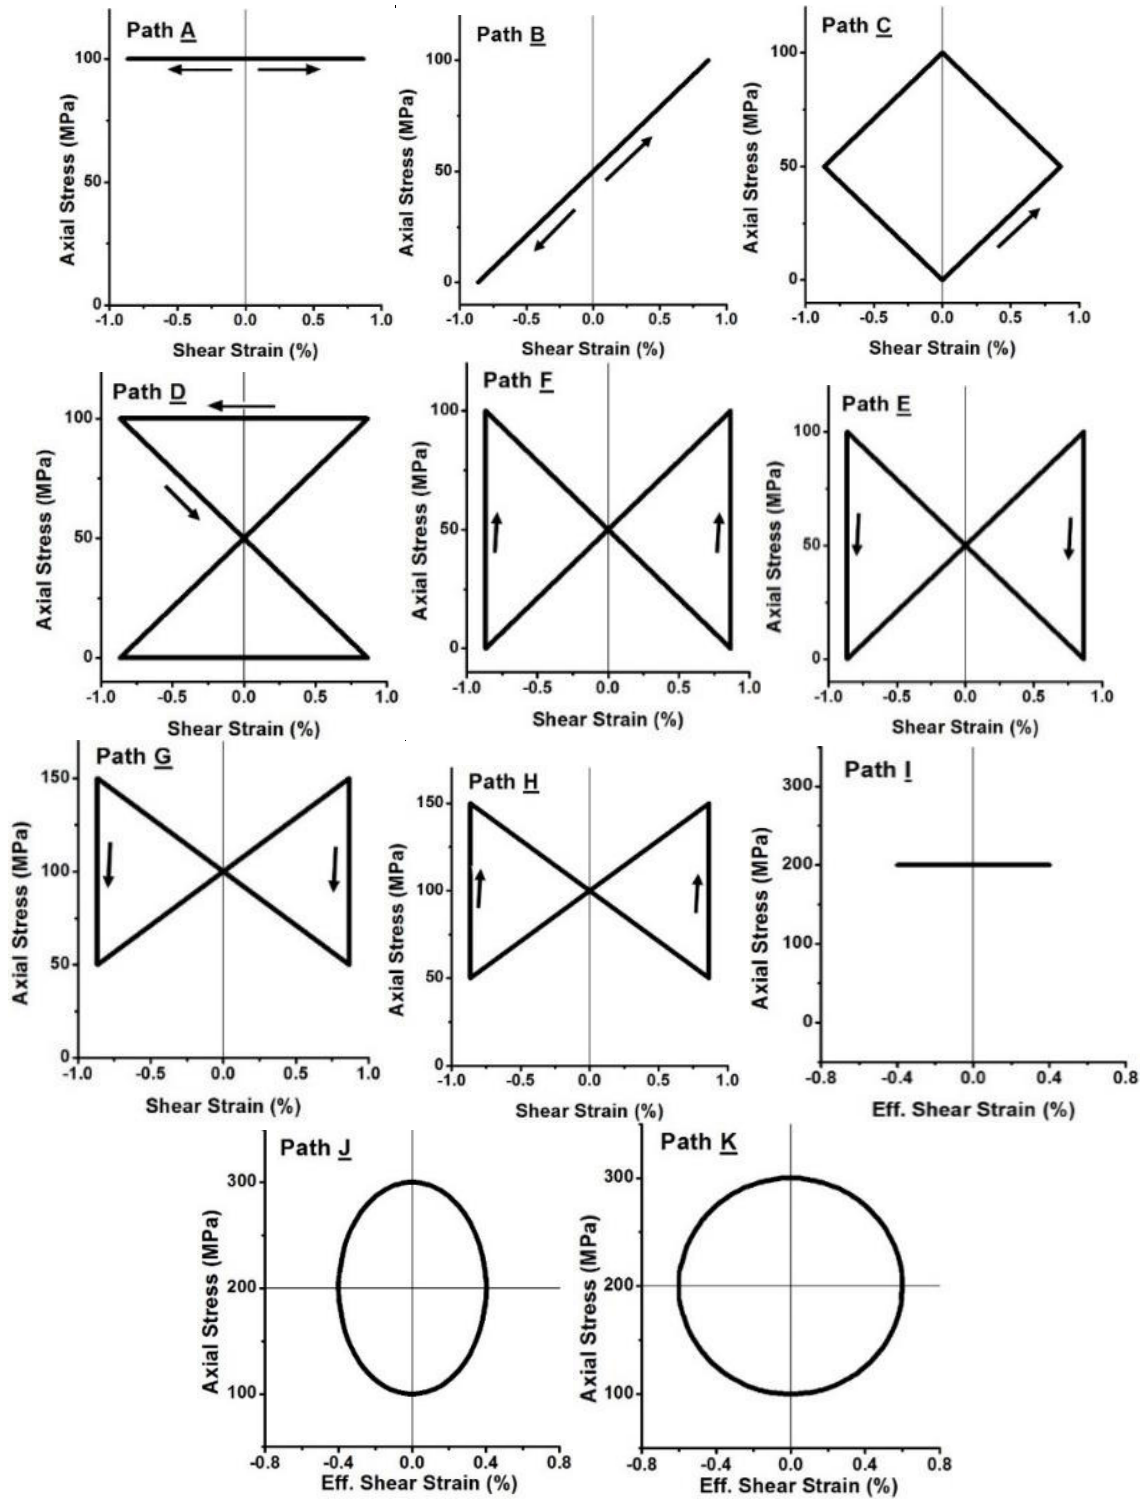 Path A
Axial Stress (MPa)
100
50
0
-1.0 -0.5 0.0 0.5 1.0
Shear Strain (%)
Path B
Axial Stress (MPa)
100
50
0
-1.0 -0.5 0.0 0.5 1.0
Shear Strain (%)
Path C
Axial Stress (MPa)
100
50
0
-1.0 -0.5 0.0 0.5 1.0
Shear Strain (%)
Path D
Axial Stress (MPa)
100
50
0
-1.0 -0.5 0.0 0.5 1.0
Shear Strain (%)
Path F
Axial Stress (MPa)
100
50
0
-1.0 -0.5 0.0 0.5 1.0
Shear Strain (%)
Path E
Axial Stress (MPa)
100
50
0
-1.0 -0.5 0.0 0.5 1.0
Shear Strain (%)
Path G
Axial Stress (MPa)
150
100
50
0
-1.0 -0.5 0.0 0.5 1.0
Shear Strain (%)
Path H
Axial Stress (MPa)
150
100
50
0
-1.0 -0.5 0.0 0.5 1.0
Shear Strain (%)
Path I
Axial Stress (MPa)
300
200
100
0
-0.8 -0.4 0.0 0.4 0.8
Eff. Shear Strain (%)
Path J
Axial Stress (MPa)
300
200
100
-0.8 -0.4 0.0 0.4 0.8
Eff. Shear Strain (%)
Path K
Axial Stress (MPa)
300
200
100
-0.8 -0.4 0.0 0.4 0.8
Eff. Shear Strain (%)